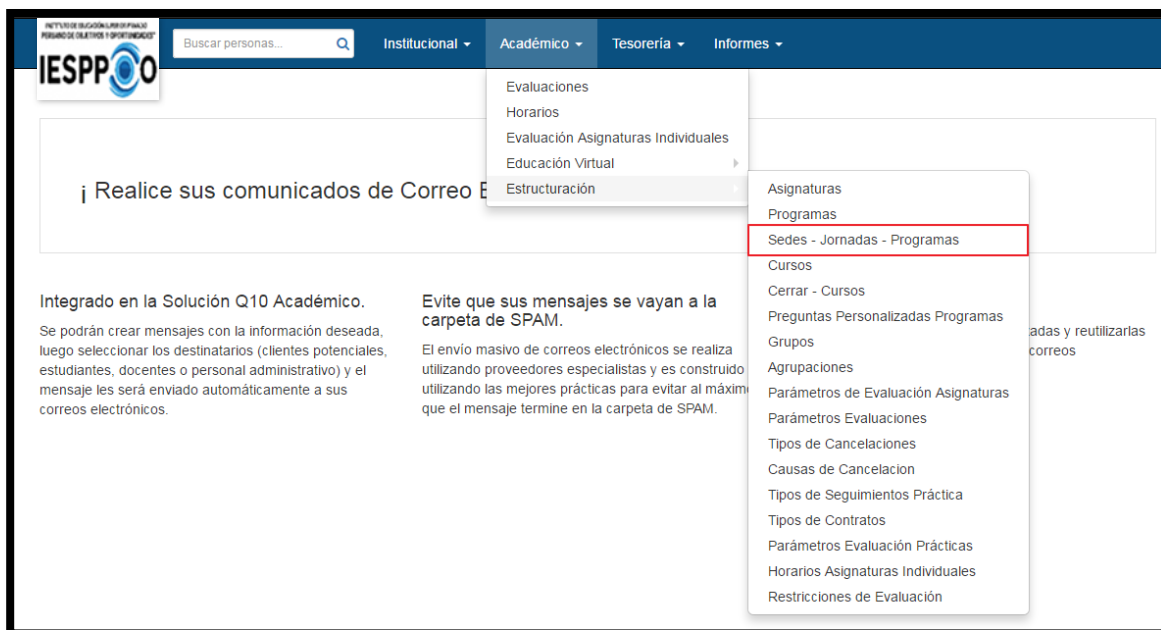 IESPP O
Buscar personas...
Institucional
Académico
Tesorería
Informes
Evaluaciones
Horarios
Evaluación Asignaturas Individuales
Educación Virtual
Estructuración
Asignaturas
Programas
Sedes - Jornadas - Programas
Cursos
Cerrar - Cursos
Preguntas Personalizadas Programas
Grupos
Agrupaciones
Parámetros de Evaluación Asignaturas
Parámetros Evaluaciones
Tipos de Cancelaciones
Causas de Cancelacion
Tipos de Seguimientos Práctica
Tipos de Contratos
Parámetros Evaluación Prácticas
Horarios Asignaturas Individuales
Restricciones de Evaluación
¡ Realice sus comunicados de Correo E
Integrado en la Solución Q10 Académico.
Se podrán crear mensajes con la información deseada,
luego seleccionar los destinatarios (clientes potenciales,
estudiantes, docentes o personal administrativo) y el
mensaje les será enviado automáticamente a sus
correos electrónicos.
Evite que sus mensajes se vayan a la
carpeta de SPAM.
El envío masivo de correos electrónicos se realiza
utilizando proveedores especialistas y es construido
utilizando las mejores prácticas para evitar al máxim
que el mensaje termine en la carpeta de SPAM.
adas y reutilizarlas
correos